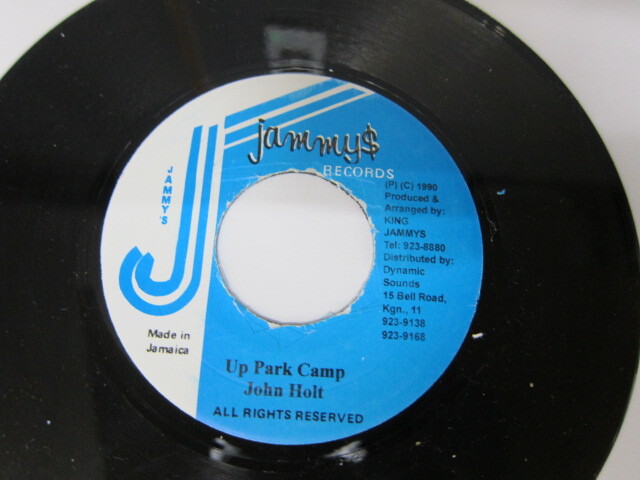 jammy$
RECORDS
JAMMY'S
(P) (C) 1990
Produced &
Arranged by:
KING
JAMMYS
Tel: 923-8880
Distributed by:
Dynamic
Sounds
15 Bell Road,
Kgn., 11
923-9138
923-9168
Made in
Jamaica
Up Park Camp
John Holt
ALL RIGHTS RESERVED